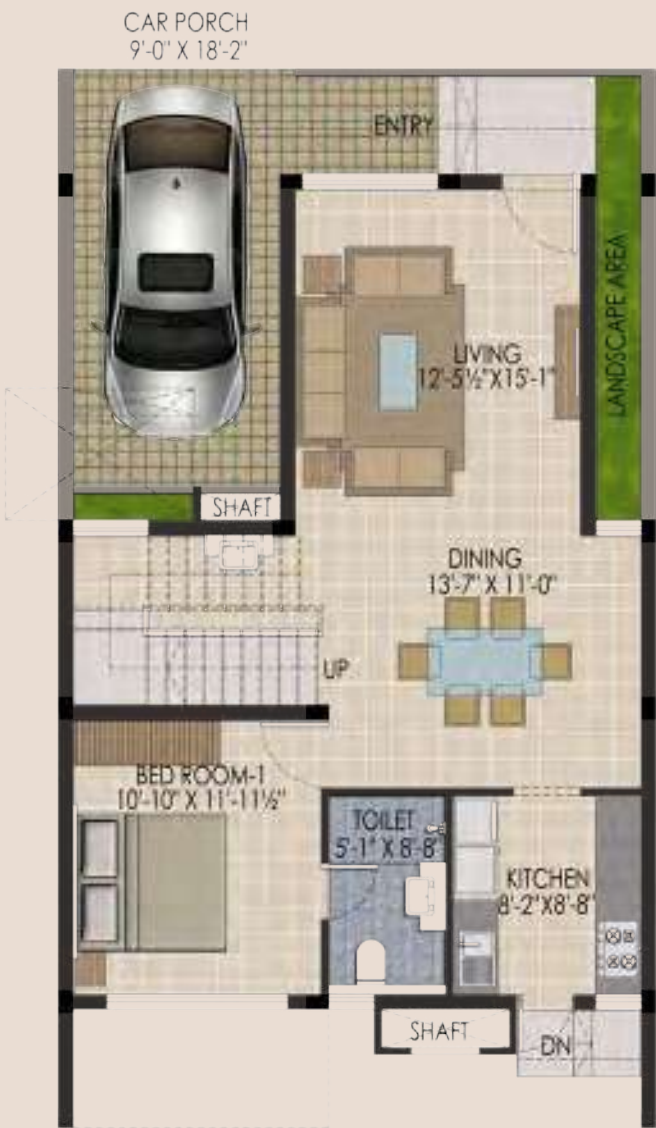 CAR PORCH
9'-0" X 18'-2"
ENTRY
LANDSCAPE AREA
LIVING
12'-5½"X15'-1"
SHAFT
DINING
13'-7" X 11'-0"
UP
BED ROOM-1
10'-10" X 11'-11½"
TOILET
5'-1" X 8'-8"
KITCHEN
8'-2"X8'-8"
SHAFT
DN